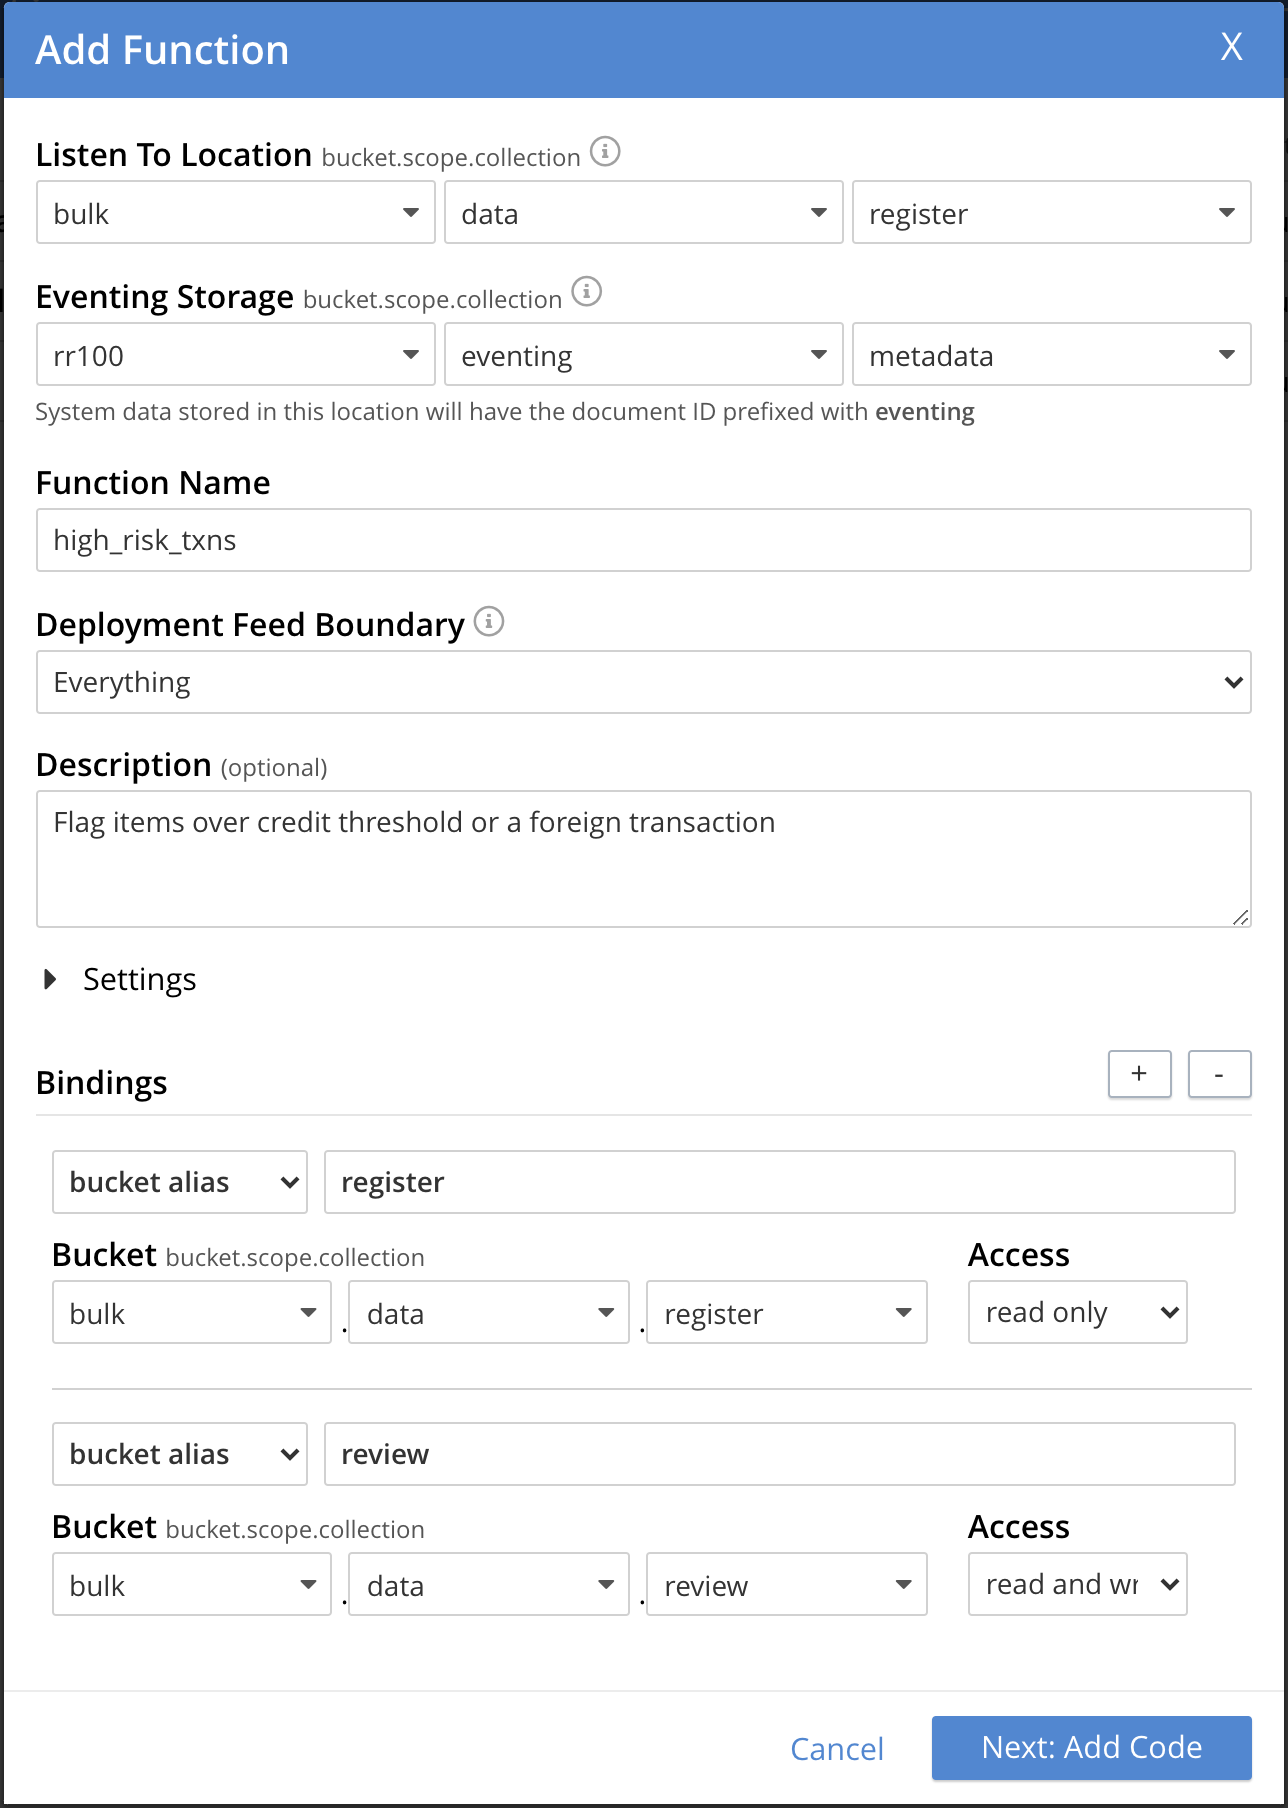 Add Function X
Listen To Location bucket.scope.collection
bulk data register
Eventing Storage bucket.scope.collection
rr100 eventing metadata
System data stored in this location will have the document ID prefixed with eventing
Function Name
high_risk_txns
Deployment Feed Boundary
Everything
Description (optional)
Flag items over credit threshold or a foreign transaction
Settings
Bindings + -
bucket alias register
Bucket bucket.scope.collection Access
bulk . data . register read only
bucket alias review
Bucket bucket.scope.collection Access
bulk . data . review read and wr
Cancel Next: Add Code